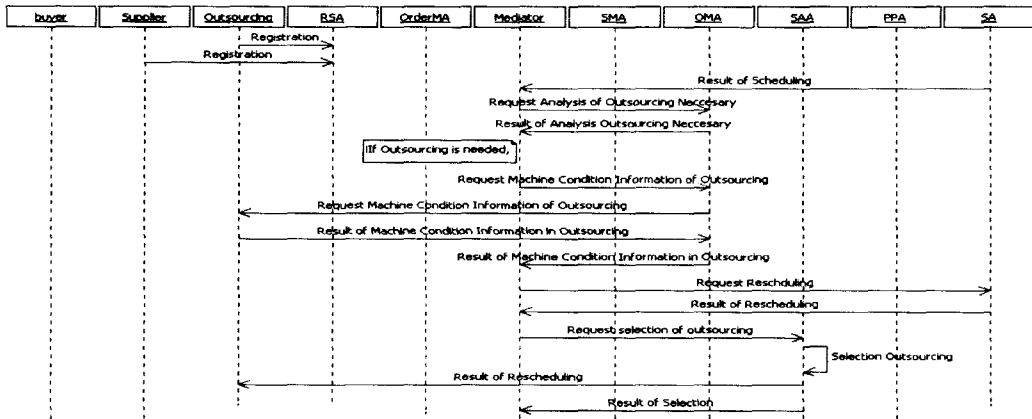 buyer Supplier Outsourcing RSA OrderMA Mediator SMA OMA SAA PPA SA
Registration
Registration
Result of Scheduling
Request Analysis of Outsourcing Neccesary
Result of Analysis Outsourcing Neccesary
If Outsourcing is needed,
Request Machine Condition Information of Outsourcing
Request Machine Condition Information of Outsourcing
Result of Machine Condition Information in Outsourcing
Result of Machine Condition Information in Outsourcing
Request Reschduling
Result of Rescheduling
Request selection of outsourcing
Selection Outsourcing
Result of Rescheduling
Result of Selection